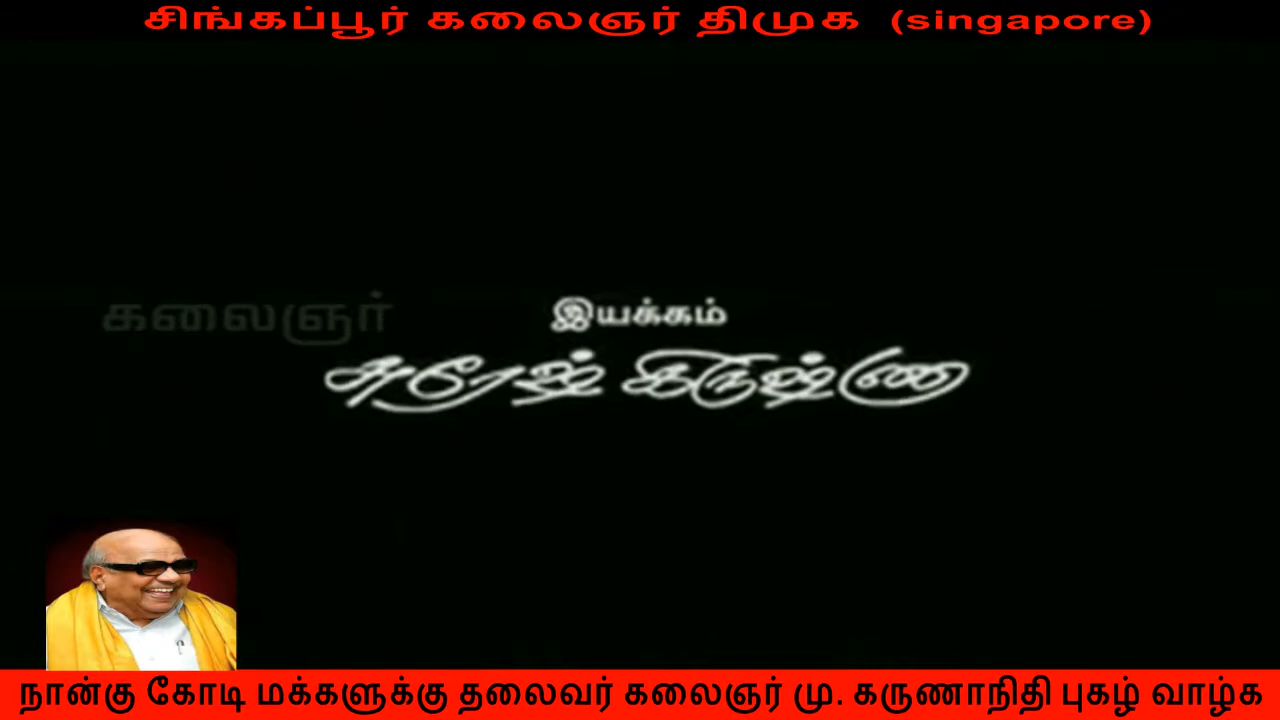 சிங்கப்பூர் கலைஞர் திமுக (singapore)
கலைஞர்
இயக்கம்
சுரேஷ் கிருஷ்ணா
நான்கு கோடி மக்களுக்கு தலைவர் கலைஞர் மு. கருணாநிதி புகழ் வாழ்க